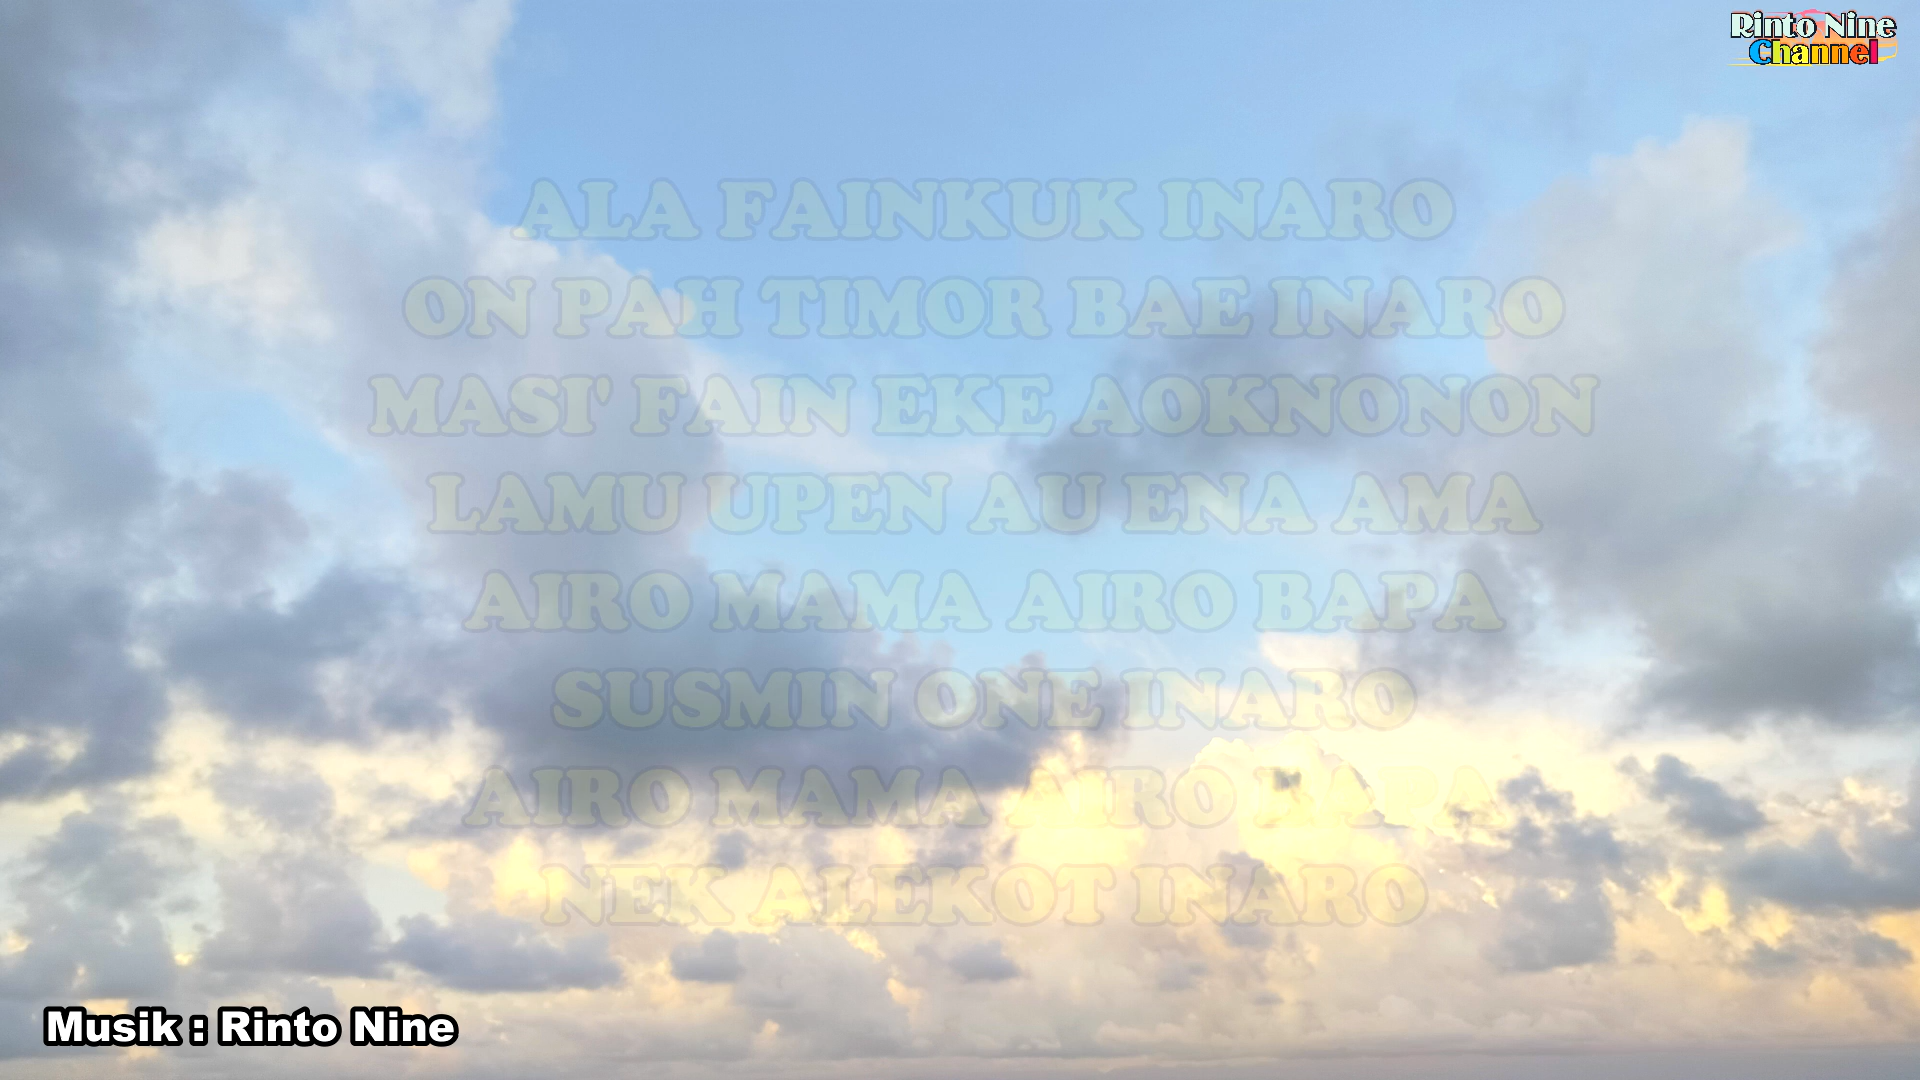 Rinto Nine
Channel
ALA FAINKUK INARO
ON PAH TIMOR BAE INARO
MASI' FAIN EKE AOKNONON
LAMU UPEN AU ENA AMA
AIRO MAMA AIRO BAPA
SUSMIN ONE INARO
AIRO MAMA AIRO BAPA
NEK ALEKOT INARO
Musik : Rinto Nine